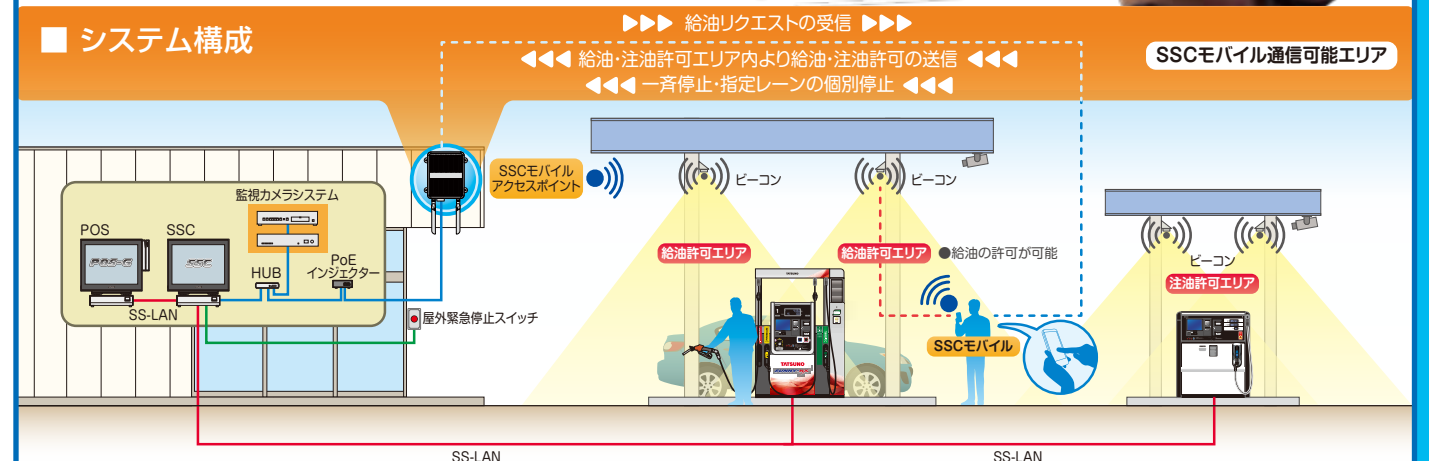 ■ システム構成
▶▶▶ 給油リクエストの受信 ▶▶▶
◀◀◀ 給油・注油許可エリア内より給油・注油許可の送信 ◀◀◀
◀◀◀ 一斉停止・指定レーンの個別停止 ◀◀◀
SSCモバイル通信可能エリア
SSCモバイル
アクセスポイント
ビーコン
ビーコン
監視カメラシステム
POS
SSC
POS-G
SSC
HUB
PoE
インジェクター
SS-LAN
屋外緊急停止スイッチ
給油許可エリア
給油許可エリア
●給油の許可が可能
ビーコン
注油許可エリア
SSCモバイル
TATSUNO
SS-LAN
SS-LAN